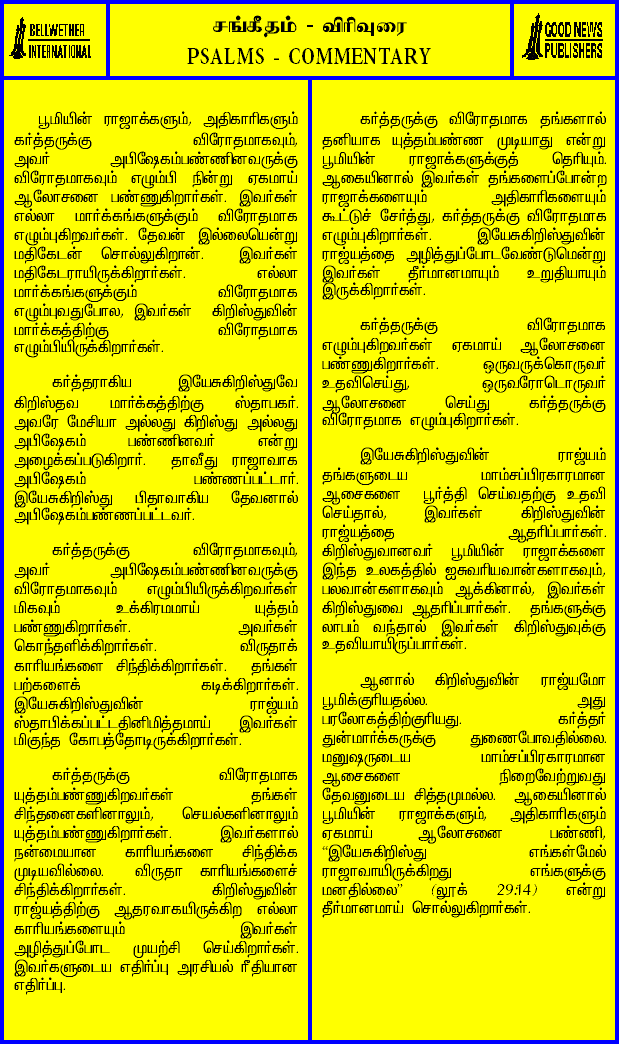 BELLWETHER
INTERNATIONAL
சங்கீதம் - விரிவுரை
PSALMS - COMMENTARY
GOOD NEWS
PUBLISHERS
பூமியின் ராஜாக்களும், அதிகாரிகளும்
கர்த்தருக்கு விரோதமாகவும்,
அவர் அபிஷேகம்பண்ணினவருக்கு
விரோதமாகவும் எழும்பி நின்று ஏகமாய்
ஆலோசனை பண்ணுகிறார்கள். இவர்கள்
எல்லா மார்க்கங்களுக்கும் விரோதமாக
எழும்புகிறவர்கள். தேவன் இல்லையென்று
மதிகேடன் சொல்லுகிறான். இவர்கள்
மதிகேடராயிருக்கிறார்கள். எல்லா
மார்க்கங்களுக்கும் விரோதமாக
எழும்புவதுபோல, இவர்கள் கிறிஸ்துவின்
மார்க்கத்திற்கு விரோதமாக
எழும்பியிருக்கிறார்கள்.
கர்த்தராகிய இயேசுகிறிஸ்துவே
கிறிஸ்தவ மார்க்கத்திற்கு ஸ்தாபகர்.
அவரே மேசியா அல்லது கிறிஸ்து அல்லது
அபிஷேகம் பண்ணினவர் என்று
அழைக்கப்படுகிறார். தாவீது ராஜாவாக
அபிஷேகம் பண்ணப்பட்டார்.
இயேசுகிறிஸ்து பிதாவாகிய தேவனால்
அபிஷேகம்பண்ணப்பட்டவர்.
கர்த்தருக்கு விரோதமாகவும்,
அவர் அபிஷேகம்பண்ணினவருக்கு
விரோதமாகவும் எழும்பியிருக்கிறவர்கள்
மிகவும் உக்கிரமமாய் யுத்தம்
பண்ணுகிறார்கள். அவர்கள்
கொந்தளிக்கிறார்கள். விருதாக்
காரியங்களை சிந்திக்கிறார்கள். தங்கள்
பற்களைக் கடிக்கிறார்கள்.
இயேசுகிறிஸ்துவின் ராஜ்யம்
ஸ்தாபிக்கப்பட்டதினிமித்தமாய் இவர்கள்
மிகுந்த கோபத்தோடிருக்கிறார்கள்.
கர்த்தருக்கு விரோதமாக
யுத்தம்பண்ணுகிறவர்கள் தங்கள்
சிந்தனைகளினாலும், செயல்களினாலும்
யுத்தம்பண்ணுகிறார்கள். இவர்களால்
நன்மையான காரியங்களை சிந்திக்க
முடியவில்லை. விருதா காரியங்களைச்
சிந்திக்கிறார்கள். கிறிஸ்துவின்
ராஜ்யத்திற்கு ஆதரவாகயிருக்கிற எல்லா
காரியங்களையும் இவர்கள்
அழித்துப்போட முயற்சி செய்கிறார்கள்.
இவர்களுடைய எதிர்ப்பு அரசியல் ரீதியான
எதிர்ப்பு.
கர்த்தருக்கு விரோதமாக தங்களால்
தனியாக யுத்தம்பண்ண முடியாது என்று
பூமியின் ராஜாக்களுக்குத் தெரியும்.
ஆகையினால் இவர்கள் தங்களைப்போன்ற
ராஜாக்களையும் அதிகாரிகளையும்
கூட்டுச் சேர்த்து, கர்த்தருக்கு விரோதமாக
எழும்புகிறார்கள். இயேசுகிறிஸ்துவின்
ராஜ்யத்தை அழித்துப்போடவேண்டுமென்று
இவர்கள் தீர்மானமாயும் உறுதியாயும்
இருக்கிறார்கள்.
கர்த்தருக்கு விரோதமாக
எழும்புகிறவர்கள் ஏகமாய் ஆலோசனை
பண்ணுகிறார்கள். ஒருவருக்கொருவர்
உதவிசெய்து, ஒருவரோடொருவர்
ஆலோசனை செய்து கர்த்தருக்கு
விரோதமாக எழும்புகிறார்கள்.
இயேசுகிறிஸ்துவின் ராஜ்யம்
தங்களுடைய மாம்சப்பிரகாரமான
ஆசைகளை பூர்த்தி செய்வதற்கு உதவி
செய்தால், இவர்கள் கிறிஸ்துவின்
ராஜ்யத்தை ஆதரிப்பார்கள்.
கிறிஸ்துவானவர் பூமியின் ராஜாக்களை
இந்த உலகத்தில் ஐசுவரியவான்களாகவும்,
பலவான்களாகவும் ஆக்கினால், இவர்கள்
கிறிஸ்துவை ஆதரிப்பார்கள். தங்களுக்கு
லாபம் வந்தால் இவர்கள் கிறிஸ்துவுக்கு
உதவியாயிருப்பார்கள்.
ஆனால் கிறிஸ்துவின் ராஜ்யமோ
பூமிக்குரியதல்ல. அது
பரலோகத்திற்குரியது. கர்த்தர்
துன்மார்க்கருக்கு துணைபோவதில்லை.
மனுஷருடைய மாம்சப்பிரகாரமான
ஆசைகளை நிறைவேற்றுவது
தேவனுடைய சித்தமுமல்ல. ஆகையினால்
பூமியின் ராஜாக்களும், அதிகாரிகளும்
ஏகமாய் ஆலோசனை பண்ணி,
“இயேசுகிறிஸ்து எங்கள்மேல்
ராஜாவாயிருக்கிறது எங்களுக்கு
மனதில்லை” (லூக் 29:14) என்று
தீர்மானமாய் சொல்லுகிறார்கள்.